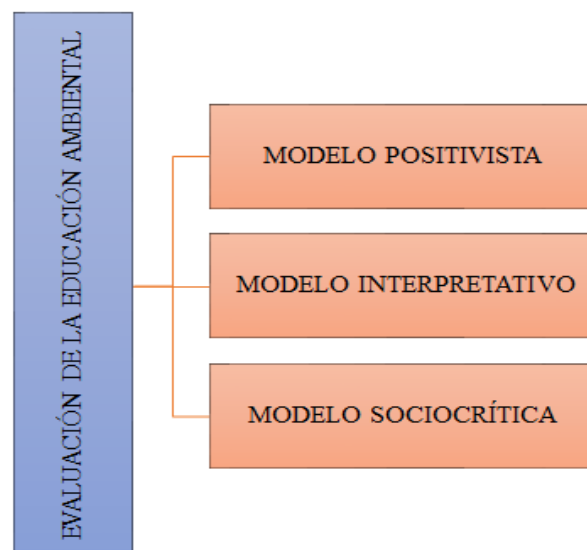 EVALUACIÓN DE LA EDUCACIÓN AMBIENTAL
MODELO POSITIVISTA
MODELO INTERPRETATIVO
MODELO SOCIOCRÍTICA